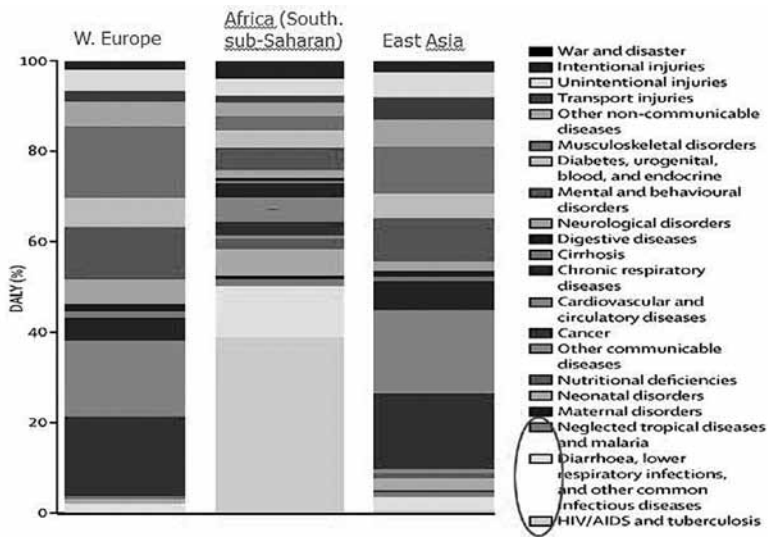 W. Europe
Africa (South.
sub-Saharan)
East Asia
100
80
60
40
20
0
DALY (%)
War and disaster
Intentional injuries
Unintentional injuries
Transport injuries
Other non-communicable
diseases
Musculoskeletal disorders
Diabetes, urogenital,
blood, and endocrine
Mental and behavioural
disorders
Neurological disorders
Digestive diseases
Cirrhosis
Chronic respiratory
diseases
Cardiovascular and
circulatory diseases
Cancer
Other communicable
diseases
Nutritional deficiencies
Neonatal disorders
Maternal disorders
Neglected tropical diseases
and malaria
Diarrhoea, lower
respiratory infections,
and other common
infectious diseases
HIV/AIDS and tuberculosis